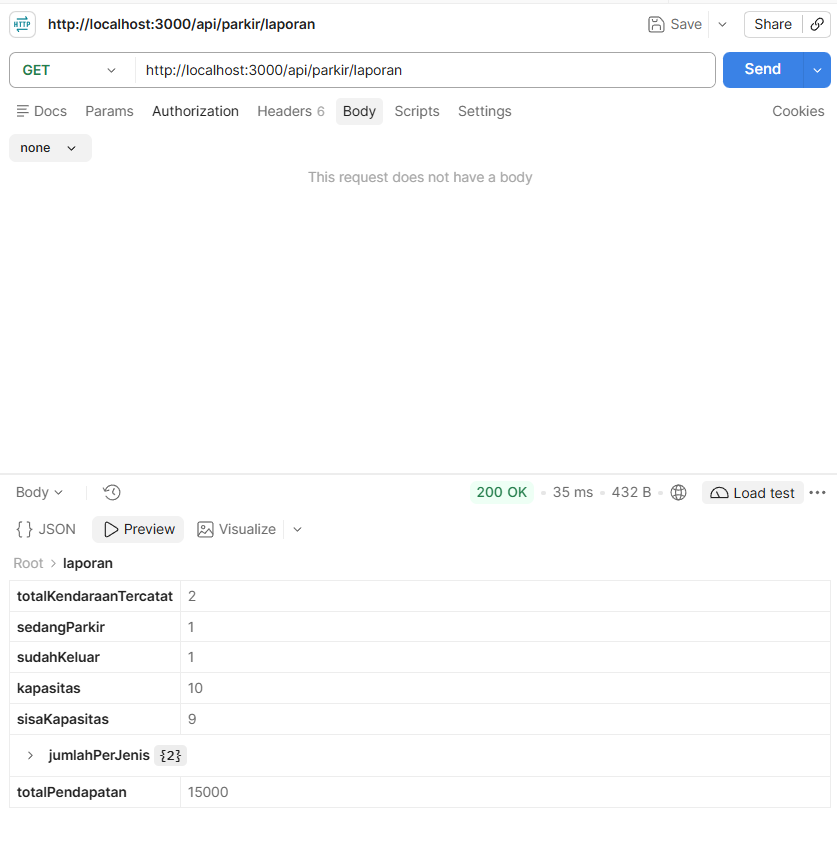 HTTP http://localhost:3000/api/parkir/laporan Save Share
GET http://localhost:3000/api/parkir/laporan Send
Docs Params Authorization Headers 6 Body Scripts Settings Cookies
none
This request does not have a body
Body 200 OK 35 ms 432 B Load test
{} JSON Preview Visualize
Root > laporan
totalKendaraanTercatat 2
sedangParkir 1
sudahKeluar 1
kapasitas 10
sisaKapasitas 9
jumlahPerJenis {2}
totalPendapatan 15000